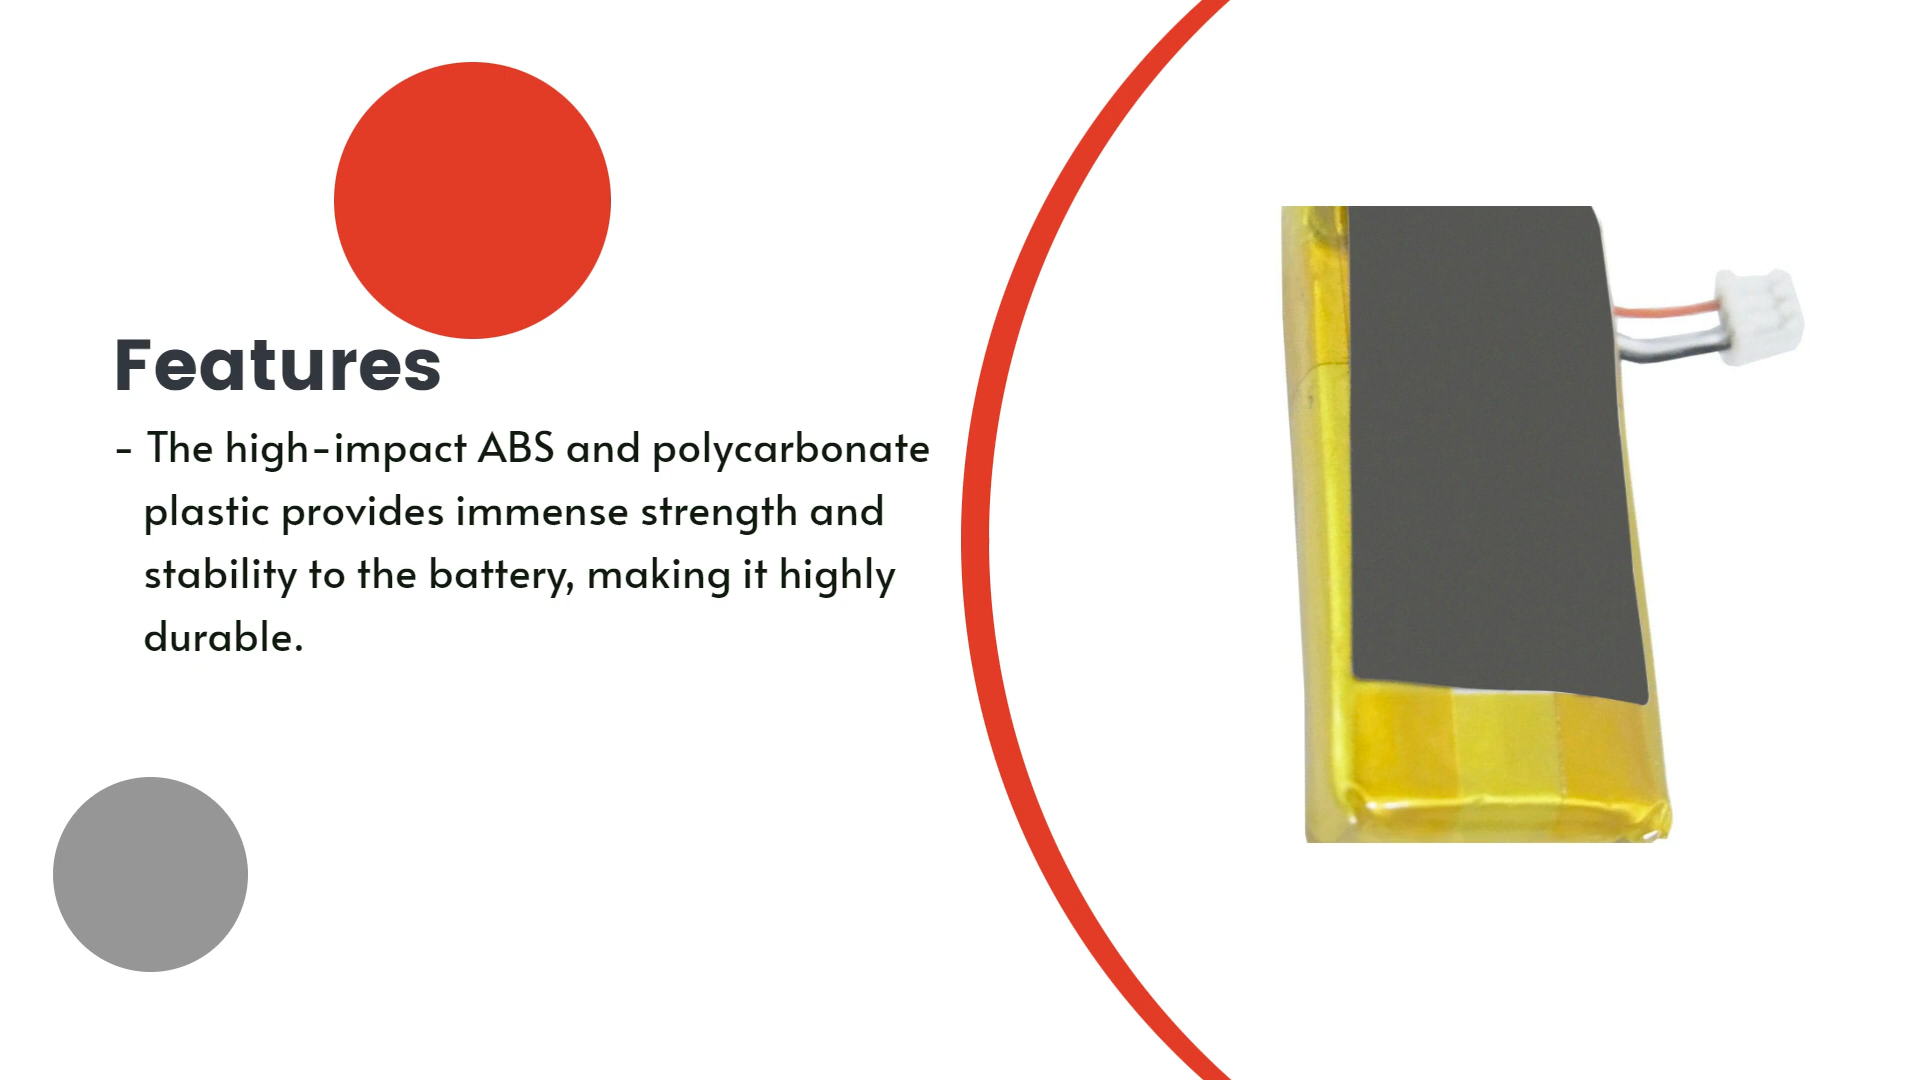 Features
- The high-impact ABS and polycarbonate
plastic provides immense strength and
stability to the battery, making it highly
durable.